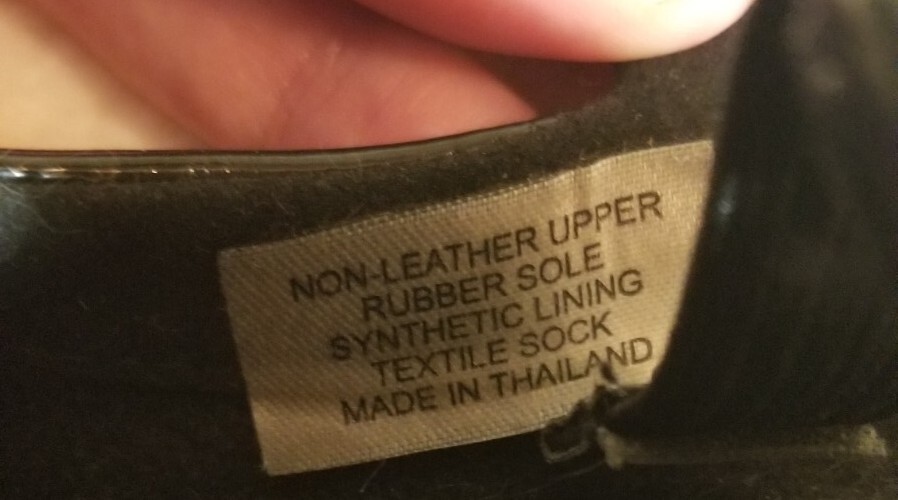 NON-LEATHER UPPER
RUBBER SOLE
SYNTHETIC LINING
TEXTILE SOCK
MADE IN THAILAND